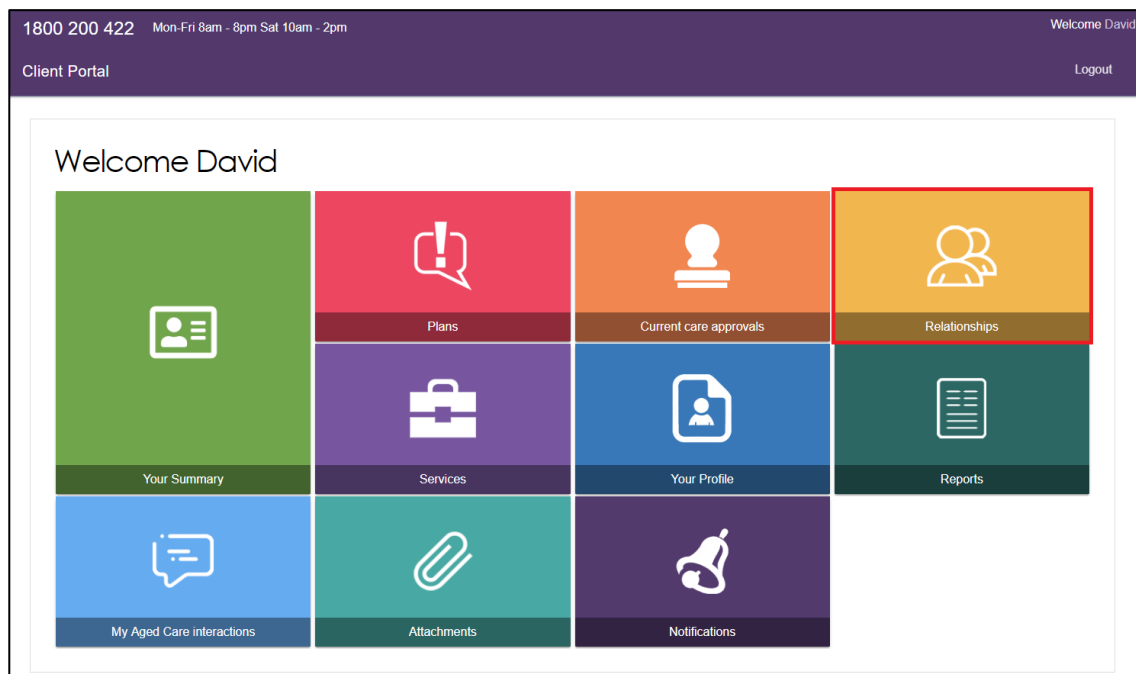 1800 200 422 Mon-Fri 8am - 8pm Sat 10am - 2pm Welcome David
Client Portal Logout
Welcome David
Plans Current care approvals Relationships
Your Summary Services Your Profile Reports
My Aged Care interactions Attachments Notifications